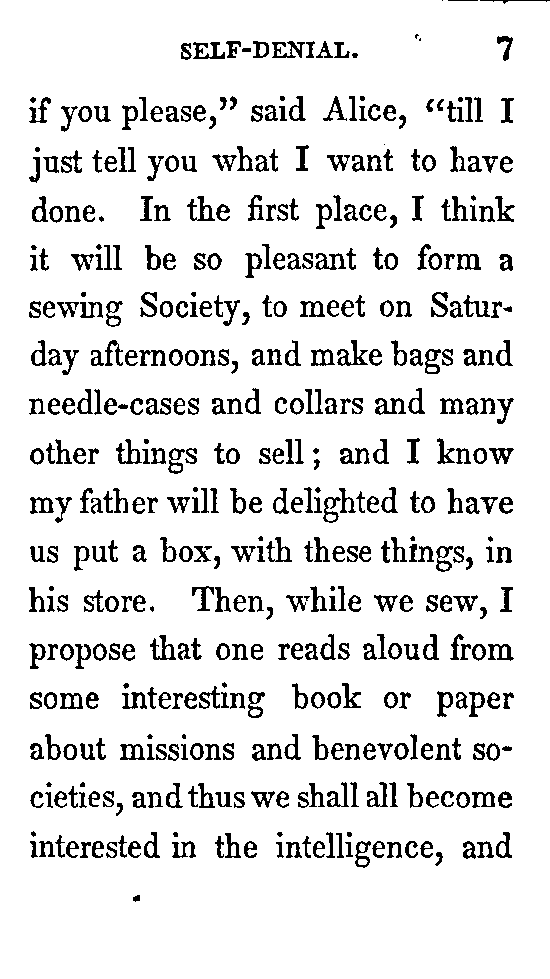 SELF-DENIAL. 7
if you please,” said Alice, “till I
just tell you what I want to have
done. In the first place, I think
it will be so pleasant to form a
sewing Society, to meet on Satur-
day afternoons, and make bags and
needle-cases and collars and many
other things to sell; and I know
my father will be delighted to have
us put a box, with these things, in
his store. Then, while we sew, I
propose that one reads aloud from
some interesting book or paper
about missions and benevolent so-
cieties, and thus we shall all become
interested in the intelligence, and